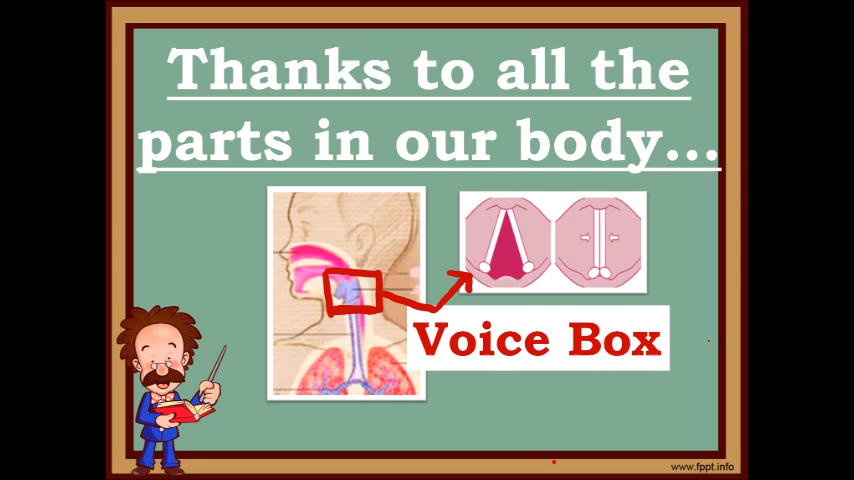 Thanks to all the
parts in our body...
Voice Box
www.fppt.info